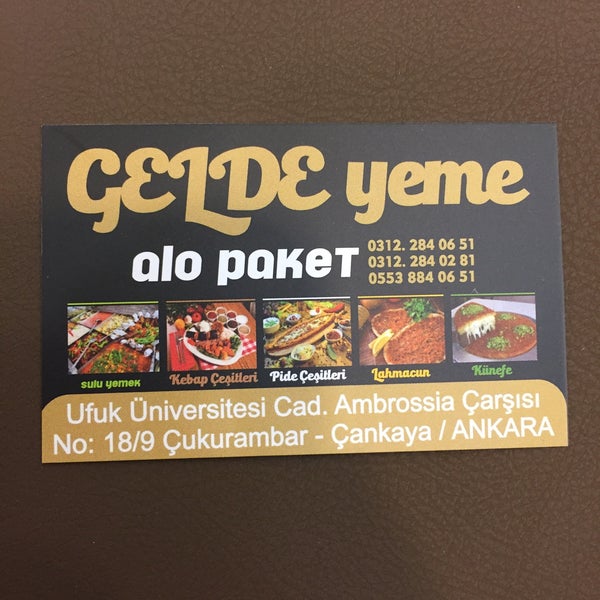 GELDE yeme
alo paket
0312. 284 06 51
0312. 284 02 81
0553 884 06 51
sulu yemek
Kebap Çeşitleri
Pide Çeşitleri
Lahmacun
Künefe
Ufuk Üniversitesi Cad. Ambrossia Çarşısı
No: 18/9 Çukurambar - Çankaya / ANKARA